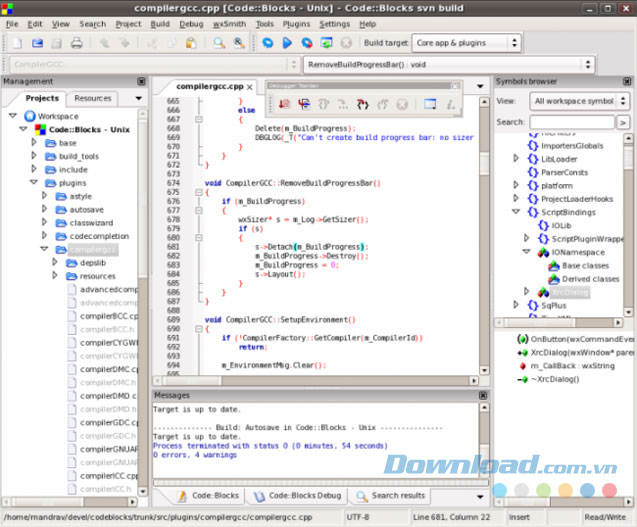 compilergcc.cpp [Code::Blocks - Unix] - Code::Blocks svn build
File Edit View Search Project Build Debug wxSmith Tools Plugins Settings Help
Build target: Core app & plugins
CompilerGCC:: RemoveBuildProgressBar() : void
Management
Projects Resources
Workspace
Code::Blocks - Unix
base
build_tools
include
plugins
astyle
autosave
classwizard
codecompletion
compilergcc
depslib
resources
advancedcomp
compilerBCC.cp
compilerBCC.h
compilerCYGWI
compilerCYGWI
compilerDMC.cp
compilerDMC.h
compilerDMD.cp
compilerDMD.h
compilerGDC.cp
compilerGDC.h
compilerGNUAR
compilerGNUAR
compilerICC.cpp
compilerICC.h
compilergcc.cpp
Debugger Toolbar
665 }
666 else
667 {
668 Delete(m_BuildProgress);
669 DBGLOG(_T("Can't create build progress bar: no sizer
670 }
671 }
672 }
673
674 void CompilerGCC::RemoveBuildProgressBar()
675 {
676 if (m_BuildProgress)
677 {
678 wxSizer* s = m_Log->GetSizer();
679 if (s)
680 {
681 s->Detach(m_BuildProgress);
682 m_BuildProgress->Destroy();
683 m_BuildProgress = 0;
684 s->Layout();
685 }
686 }
687 }
688
689 void CompilerGCC::SetupEnvironment()
690 {
691 if (!CompilerFactory::GetCompiler(m_CompilerId))
692 return;
693
694 m_EnvironmentMsg.Clear();
695
Messages
Target is up to date.
-------------- Build: Autosave in Code::Blocks - Unix ---------------
Target is up to date.
Process terminated with status 0 (0 minutes, 54 seconds)
0 errors, 4 warnings
Code::Blocks Code::Blocks Debug Search results
Symbols browser
View: All workspace symbol
Search: >
ImportersGlobals
LibLoader
ParserConsts
platform
ProjectLoaderHooks
ScriptBindings
IOLib
ScriptPluginWrappe
IONamespace
Base classes
Derived classes
XrcDialog
SqPlus
OnButton(wxCommandEve
XrcDialog(wxWindow* paren
m_CallBack : wxString
~XrcDialog()
Download.com.vn
/home/mandrav/devel/codeblocks/trunk/src/plugins/compilergcc/compilergcc.cpp UTF-8 Line 681, Column 22 Insert Read/Write